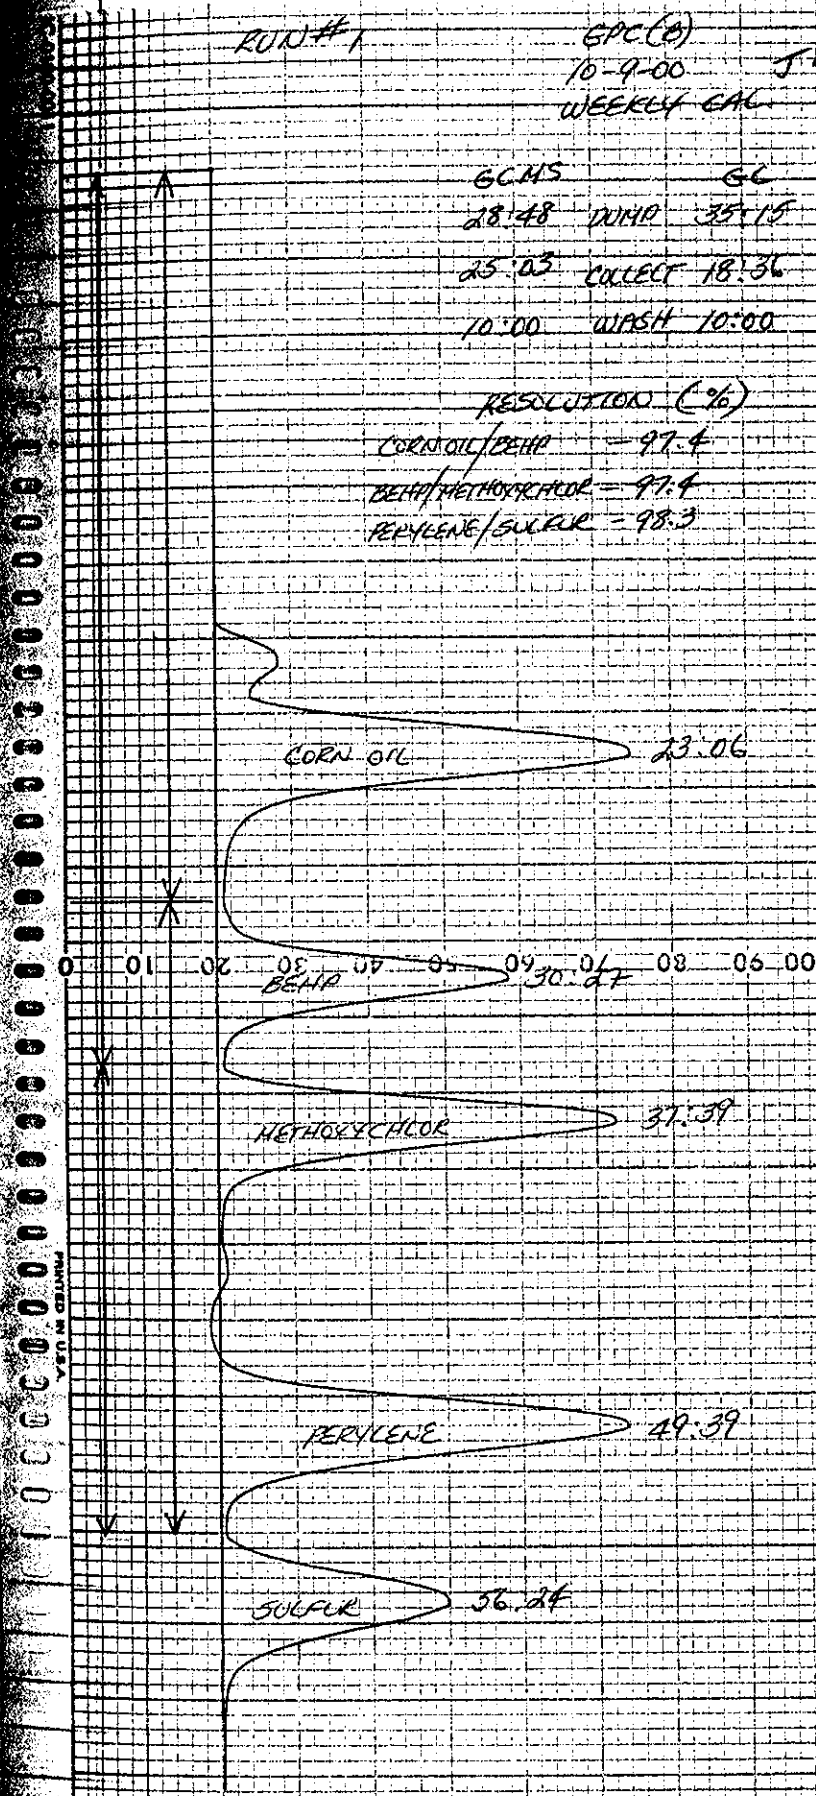 RUN # 1
GPC(B)
10-9-00
WEEKLY CAL
GCMS GC
28:48 DUMP 35:15
25:03 COLLECT 18:36
10:00 WASH 10:00
RESOLUTION (%)
CORN OIL/BEHP = 97.4
BEHP/METHOXYCHLOR = 97.4
PERYLENE/SULFUR - 98.3
CORN OIL 23:06
0 10 20 30 40 50 60 70 80 90 00
BEHP 30:27
METHOXYCHLOR 37:39
PRINTED IN U.S.A.
PERYLENE 49:39
SULFUR 56:24